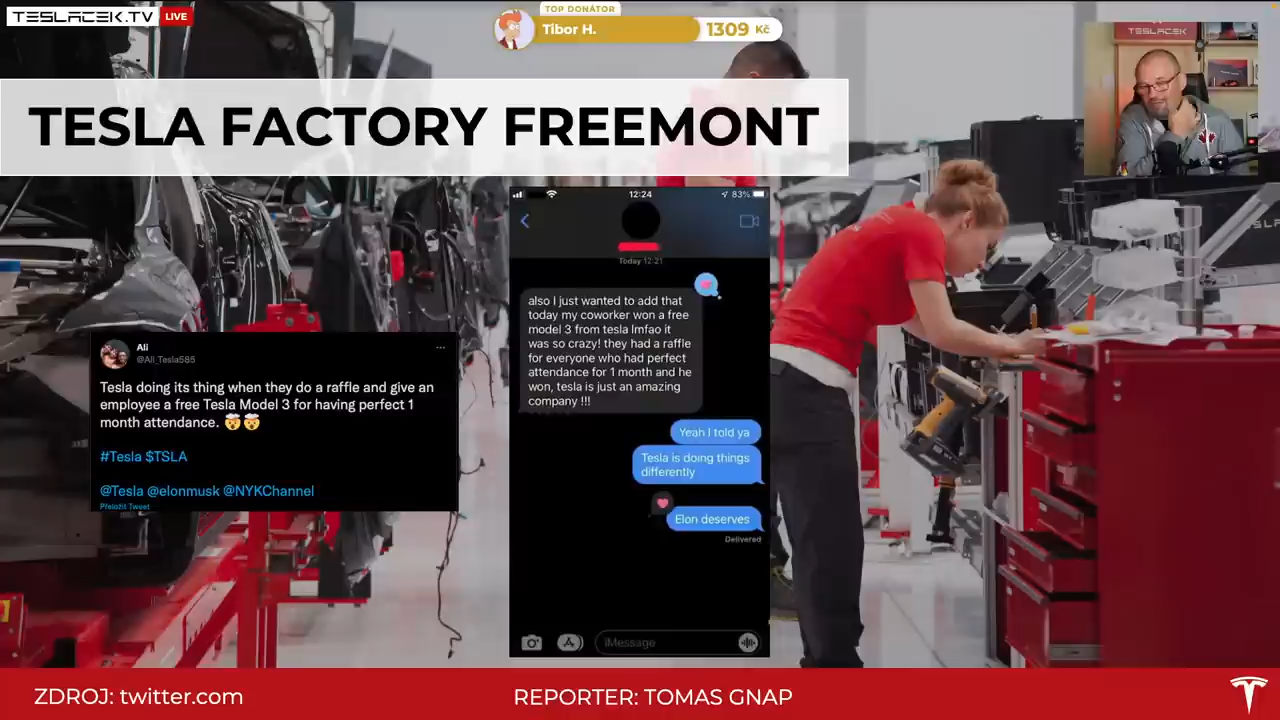 TESLACEK.TV LIVE
TOP DONÁTOR
Tibor H. 1309 Kč
TESLACEK
TESLA FACTORY FREEMONT
12:24 83%
Today 12:21
also I just wanted to add that
today my coworker won a free
model 3 from tesla lmfao it
was so crazy! they had a raffle
for everyone who had perfect
attendance for 1 month and he
won, tesla is just an amazing
company !!!
Yeah I told ya
Tesla is doing things
differently
Elon deserves
Delivered
iMessage
Ali
@Ali_Tesla585
Tesla doing its thing when they do a raffle and give an
employee a free Tesla Model 3 for having perfect 1
month attendance. 🤯🤯
#Tesla $TSLA
@Tesla @elonmusk @NYKChannel
Přeložit Tweet
ZDROJ: twitter.com
REPORTER: TOMAS GNAP